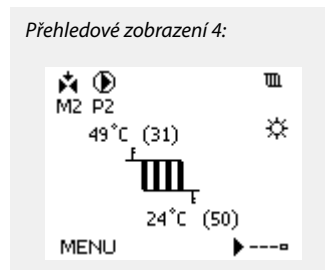 Přehledové zobrazení 4:
M2 P2
49°C (31)
24°C (50)
MENU